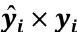 ŷᵢ × yᵢ